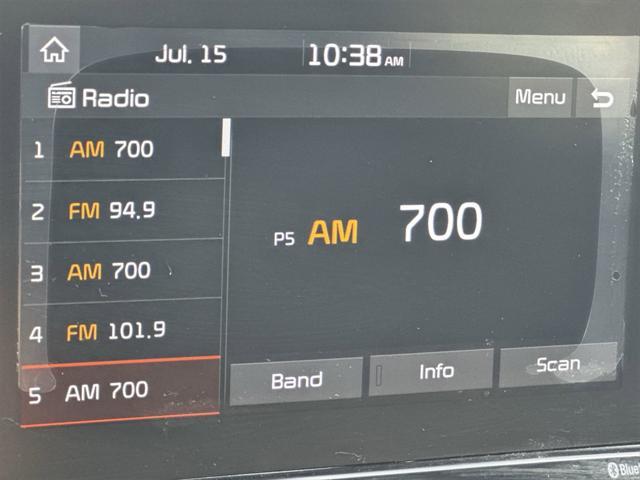 Jul. 15 10:38 AM
Radio Menu
1 AM 700
2 FM 94.9
3 AM 700
4 FM 101.9
5 AM 700
P5 AM 700
Band Info Scan